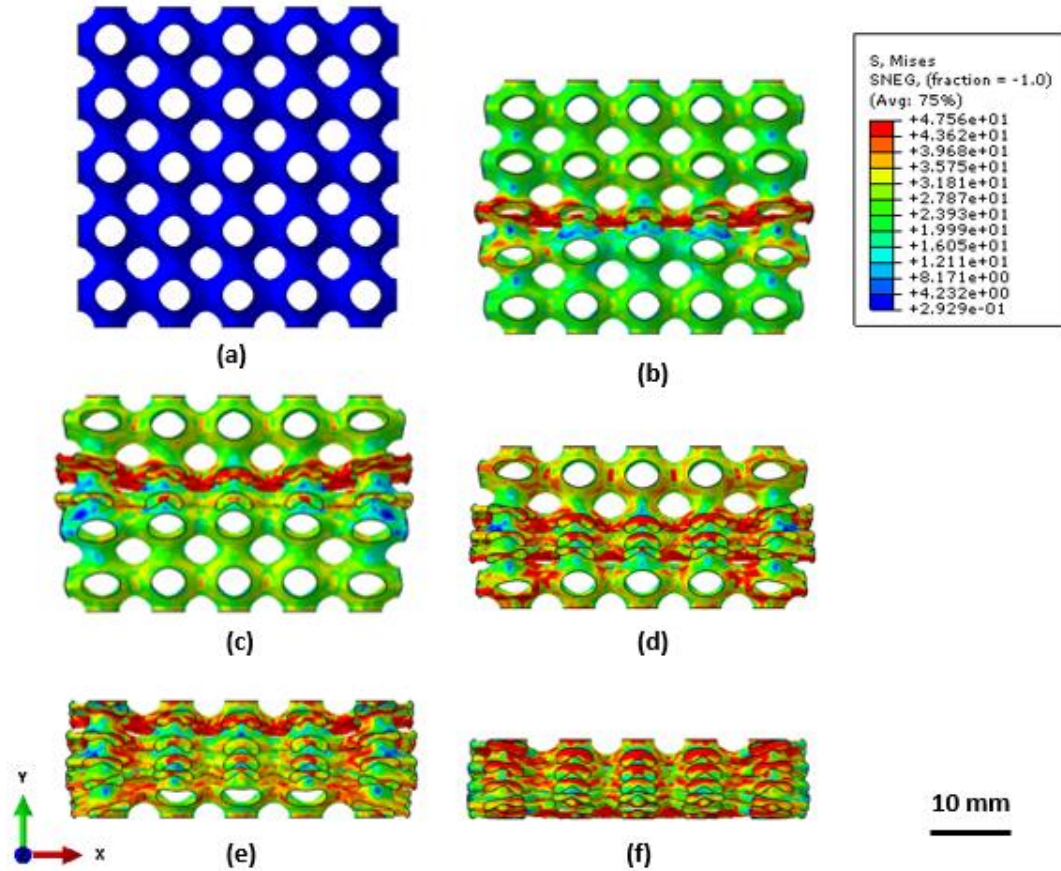 S, Mises
SNEG, (fraction = -1.0)
(Avg: 75%)
+4.756e+01
+4.362e+01
+3.968e+01
+3.575e+01
+3.181e+01
+2.787e+01
+2.393e+01
+1.999e+01
+1.605e+01
+1.211e+01
+8.171e+00
+4.232e+00
+2.929e-01
(a)
(b)
(c)
(d)
Y
Z
X
(e)
(f)
10 mm